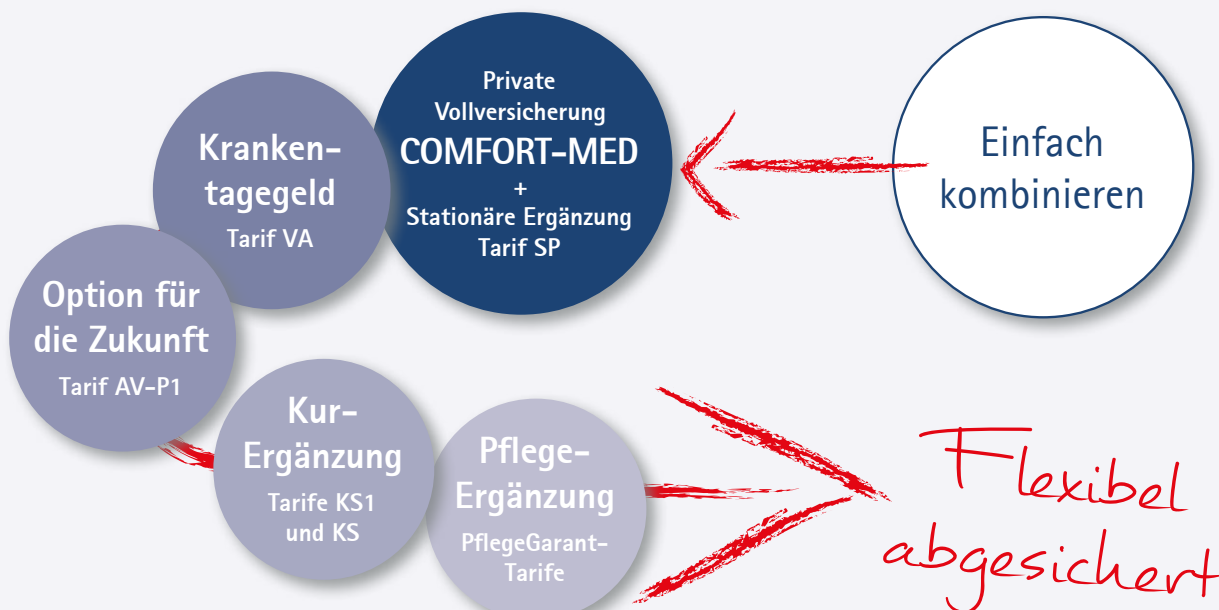 Einfach
kombinieren
Private
Vollversicherung
COMFORT-MED
+
Stationäre Ergänzung
Tarif SP
Kranken-
tagegeld
Tarif VA
Option für
die Zukunft
Tarif AV-P1
Kur-
Ergänzung
Tarife KS1
und KS
Pflege-
Ergänzung
PflegeGarant-
Tarife
Flexibel
abgesichert